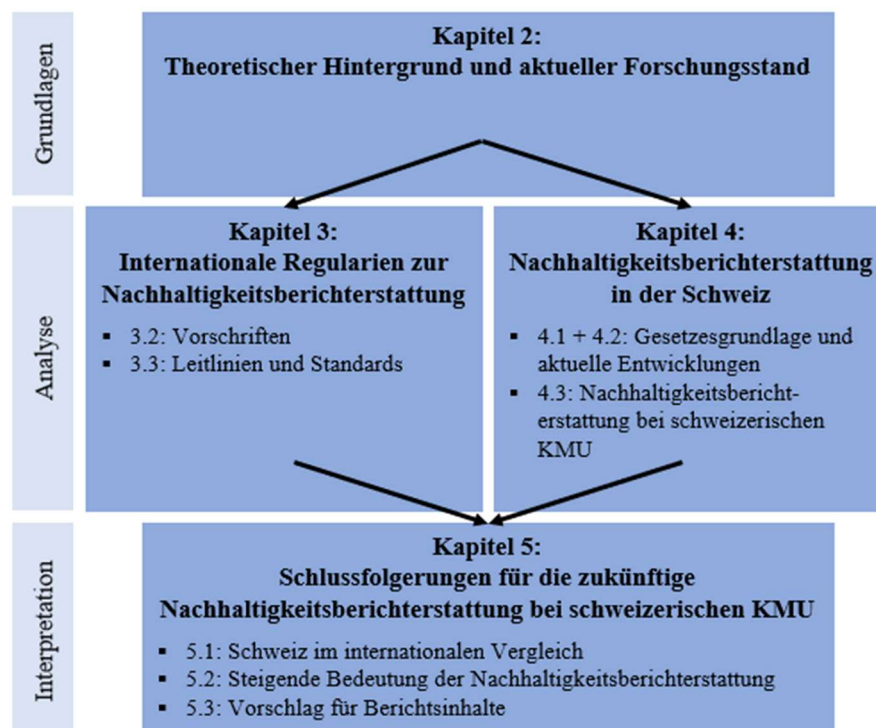 Grundlagen
Kapitel 2:
Theoretischer Hintergrund und aktueller Forschungsstand
Analyse
Kapitel 3:
Internationale Regularien zur
Nachhaltigkeitsberichterstattung
▪ 3.2: Vorschriften
▪ 3.3: Leitlinien und Standards
Kapitel 4:
Nachhaltigkeitsberichterstattung
in der Schweiz
▪ 4.1 + 4.2: Gesetzesgrundlage und
aktuelle Entwicklungen
▪ 4.3: Nachhaltigkeitsbericht-
erstattung bei schweizerischen
KMU
Interpretation
Kapitel 5:
Schlussfolgerungen für die zukünftige
Nachhaltigkeitsberichterstattung bei schweizerischen KMU
▪ 5.1: Schweiz im internationalen Vergleich
▪ 5.2: Steigende Bedeutung der Nachhaltigkeitsberichterstattung
▪ 5.3: Vorschlag für Berichtsinhalte